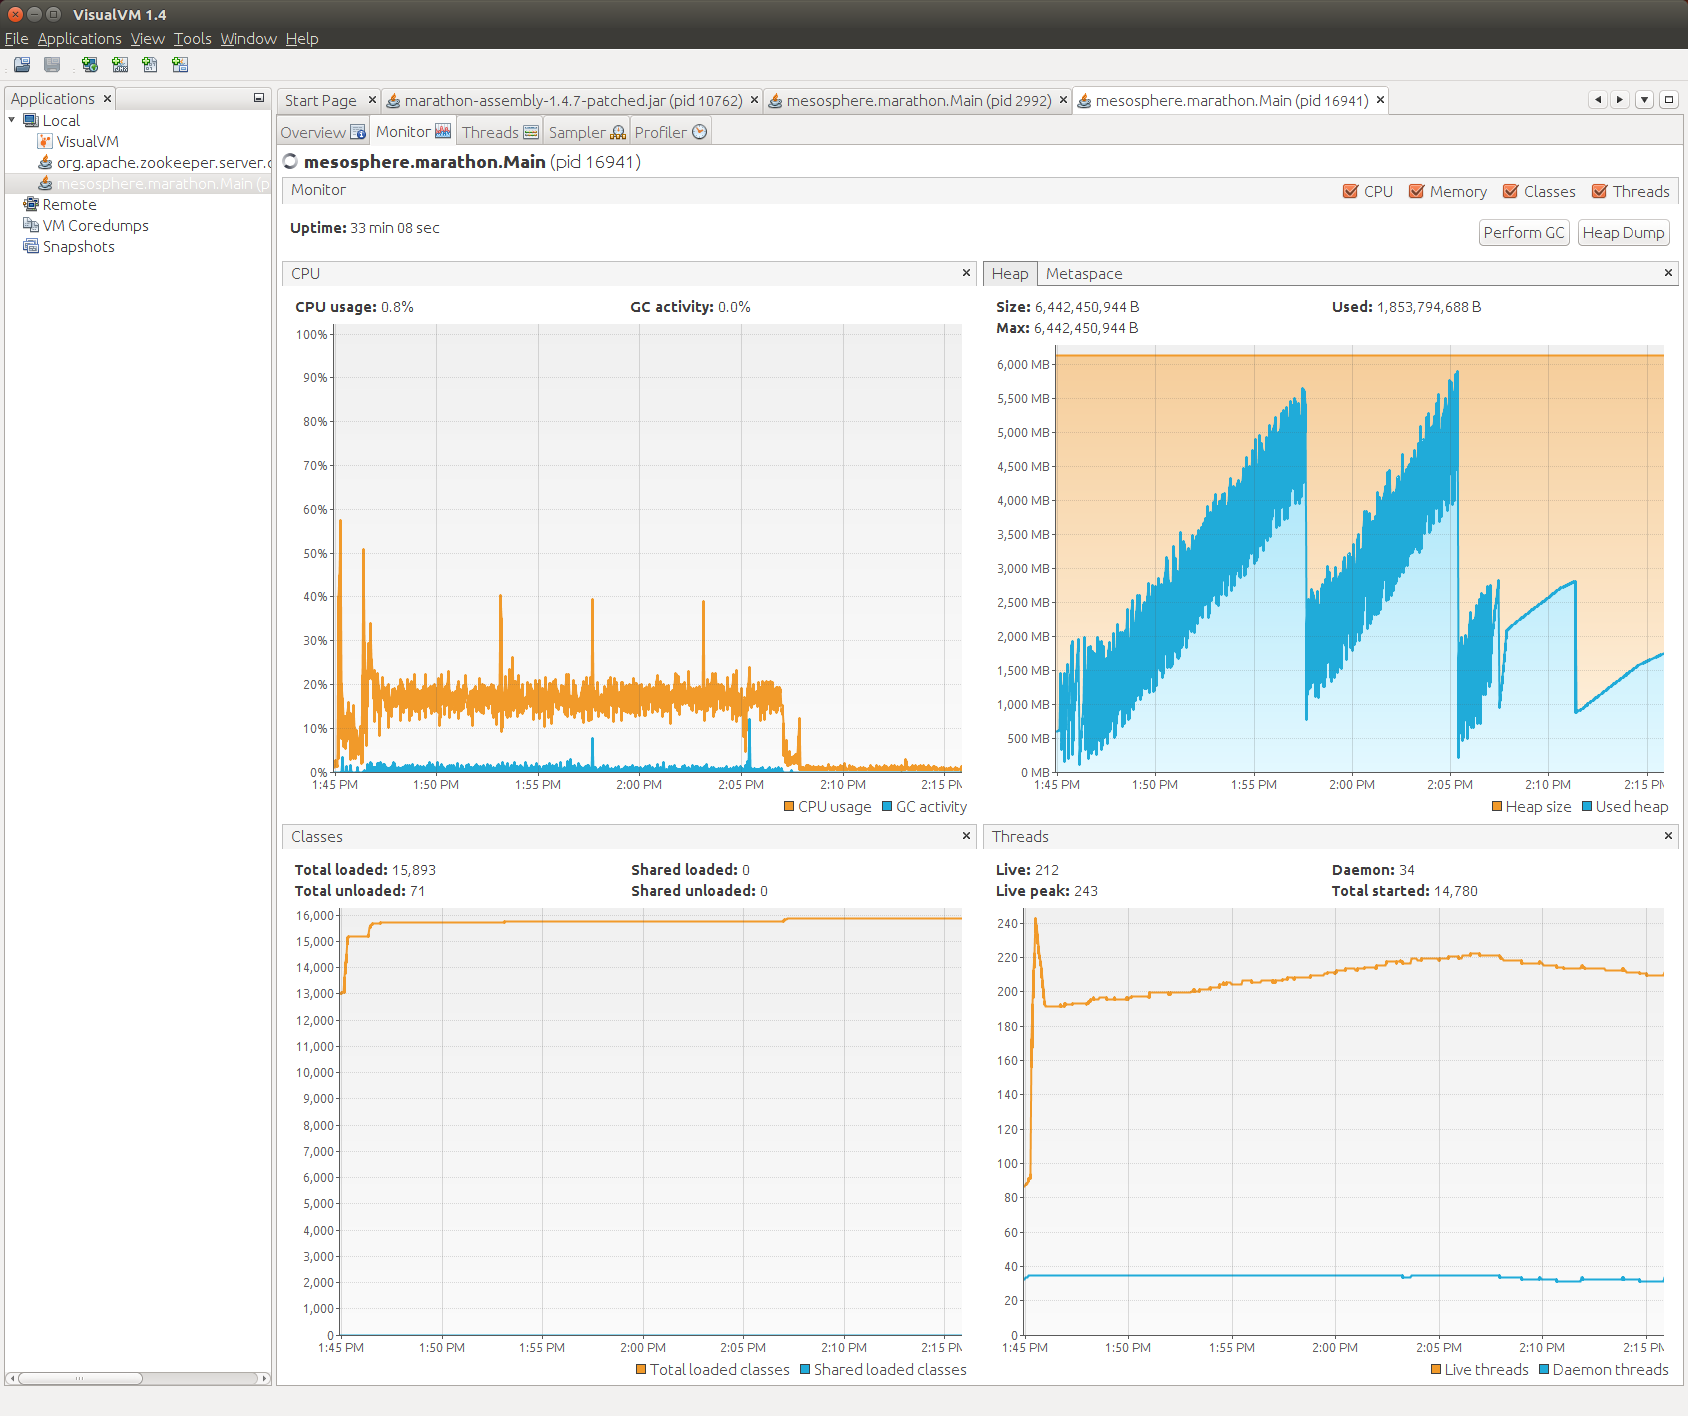 VisualVM 1.4
File Applications View Tools Window Help
Applications
Local
VisualVM
org.apache.zookeeper.server.
mesosphere.marathon.Main (p
Remote
VM Coredumps
Snapshots
Start Page marathon-assembly-1.4.7-patched.jar (pid 10762) mesosphere.marathon.Main (pid 2992) mesosphere.marathon.Main (pid 16941)
Overview Monitor Threads Sampler Profiler
mesosphere.marathon.Main (pid 16941)
Monitor CPU Memory Classes Threads
Uptime: 33 min 08 sec Perform GC Heap Dump
CPU
CPU usage: 0.8% GC activity: 0.0%
100%
90%
80%
70%
60%
50%
40%
30%
20%
10%
0%
1:45 PM 1:50 PM 1:55 PM 2:00 PM 2:05 PM 2:10 PM 2:15 PM
CPU usage GC activity
Heap Metaspace
Size: 6,442,450,944 B Used: 1,853,794,688 B
Max: 6,442,450,944 B
6,000 MB
5,500 MB
5,000 MB
4,500 MB
4,000 MB
3,500 MB
3,000 MB
2,500 MB
2,000 MB
1,500 MB
1,000 MB
500 MB
0 MB
1:45 PM 1:50 PM 1:55 PM 2:00 PM 2:05 PM 2:10 PM 2:15 PM
Heap size Used heap
Classes
Total loaded: 15,893 Shared loaded: 0
Total unloaded: 71 Shared unloaded: 0
16,000
15,000
14,000
13,000
12,000
11,000
10,000
9,000
8,000
7,000
6,000
5,000
4,000
3,000
2,000
1,000
0
1:45 PM 1:50 PM 1:55 PM 2:00 PM 2:05 PM 2:10 PM 2:15 PM
Total loaded classes Shared loaded classes
Threads
Live: 212 Daemon: 34
Live peak: 243 Total started: 14,780
240
220
200
180
160
140
120
100
80
60
40
20
0
1:45 PM 1:50 PM 1:55 PM 2:00 PM 2:05 PM 2:10 PM 2:15 PM
Live threads Daemon threads